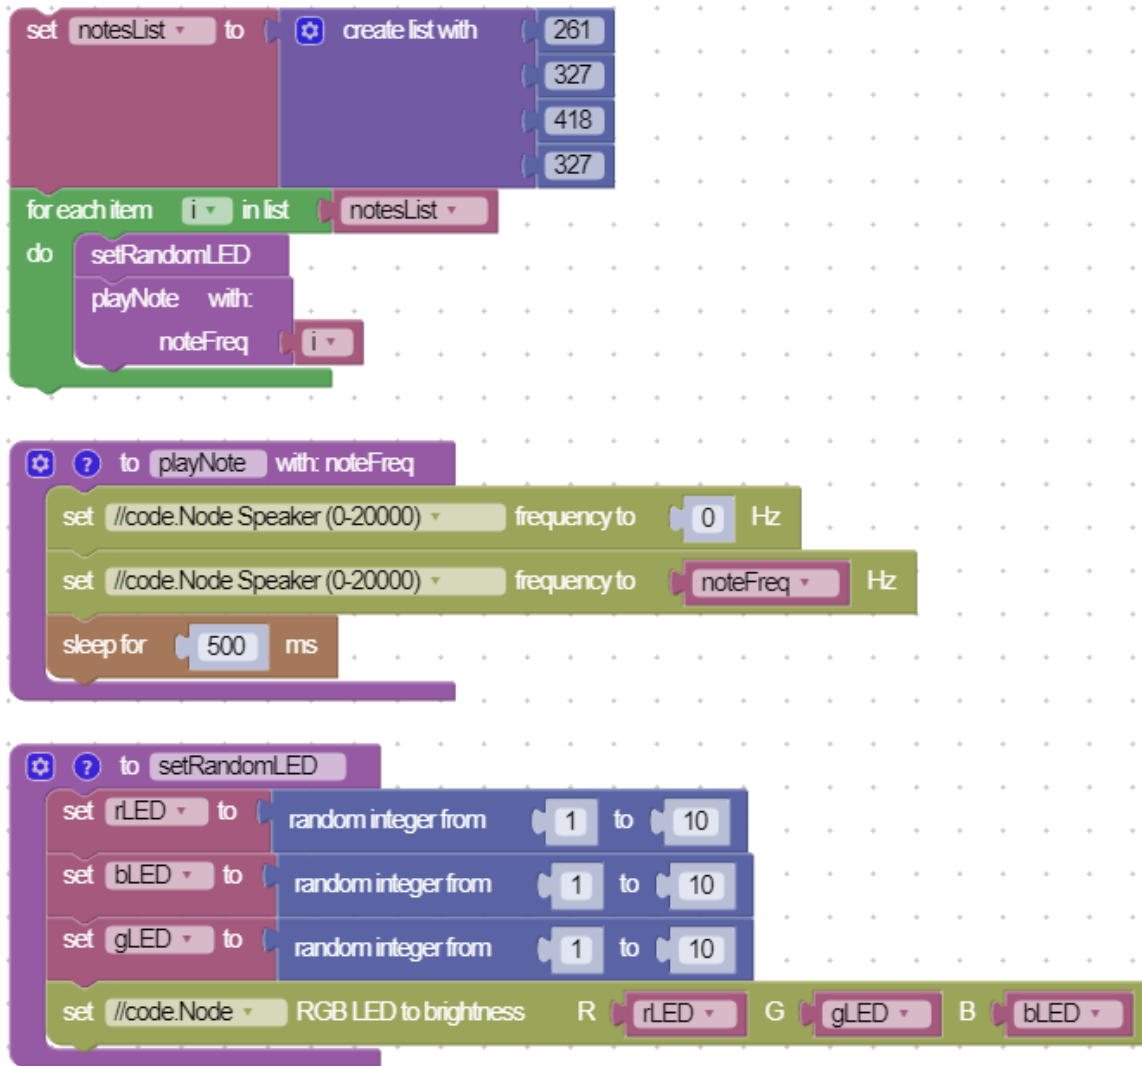 set notesList to create list with 261
327
418
327
for each item i in list notesList
do setRandomLED
playNote with:
noteFreq i
? to playNote with: noteFreq
set //code.Node Speaker (0-20000) frequency to 0 Hz
set //code.Node Speaker (0-20000) frequency to noteFreq Hz
sleep for 500 ms
? to setRandomLED
set rLED to random integer from 1 to 10
set bLED to random integer from 1 to 10
set gLED to random integer from 1 to 10
set //code.Node RGB LED to brightness R rLED G gLED B bLED